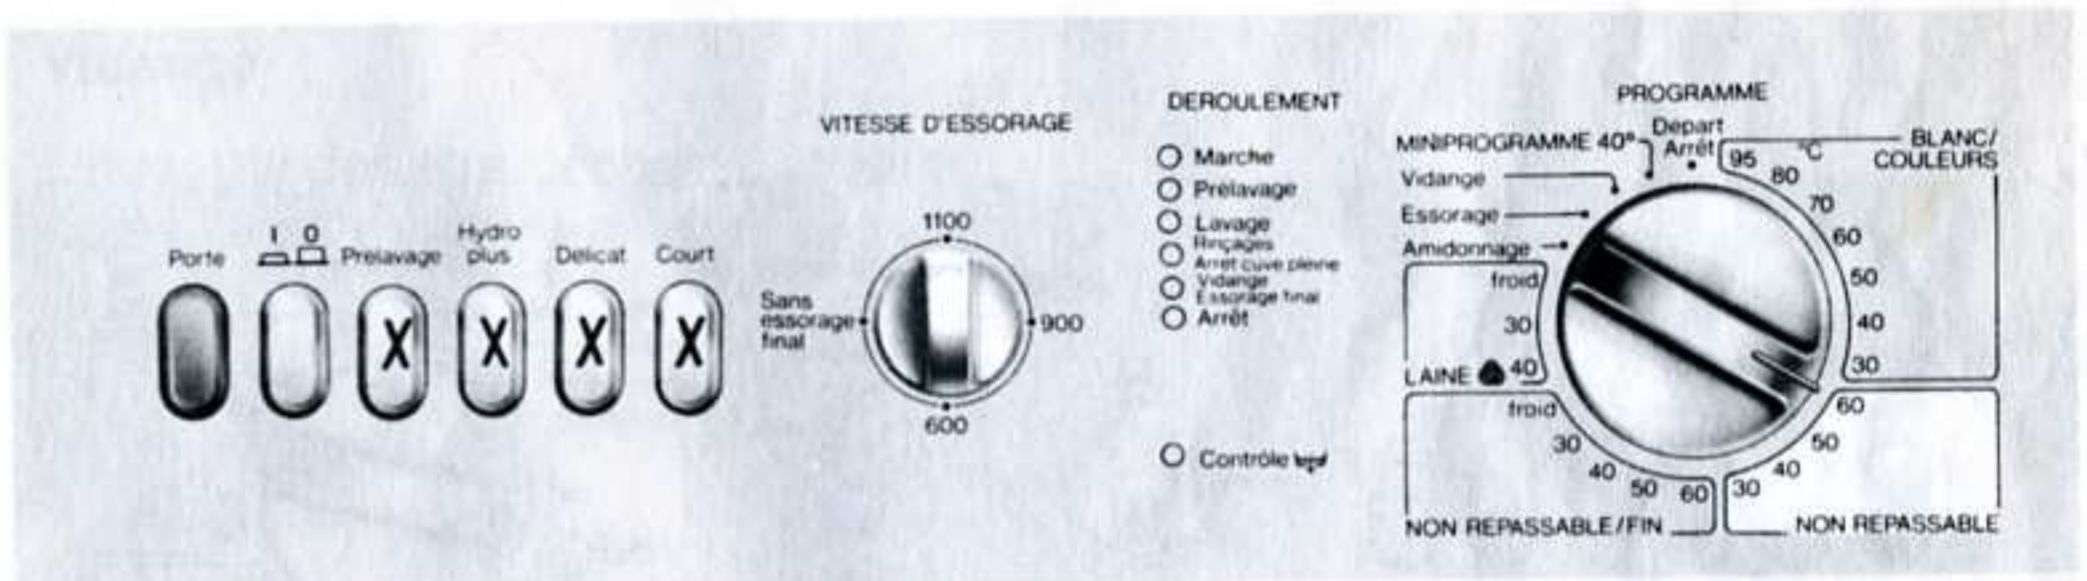 Porte
I O
Prelavage
Hydro
plus
Delicat
Court
X X X X
VITESSE D'ESSORAGE
1100
900
600
Sans
essorage
final
DEROULEMENT
Marche
Prélavage
Lavage
Rinçages
Arrêt cuve pleine
Vidange
Essorage final
Arrêt
Contrôle
PROGRAMME
Depart
Arrêt
MINIPROGRAMME 40°
Vidange
Essorage
Amidonnage
°C
BLANC/
COULEURS
95
80
70
60
50
40
30
60
50
40
30
NON REPASSABLE
60
50
40
30
froid
NON REPASSABLE/FIN
40
30
froid
LAINE